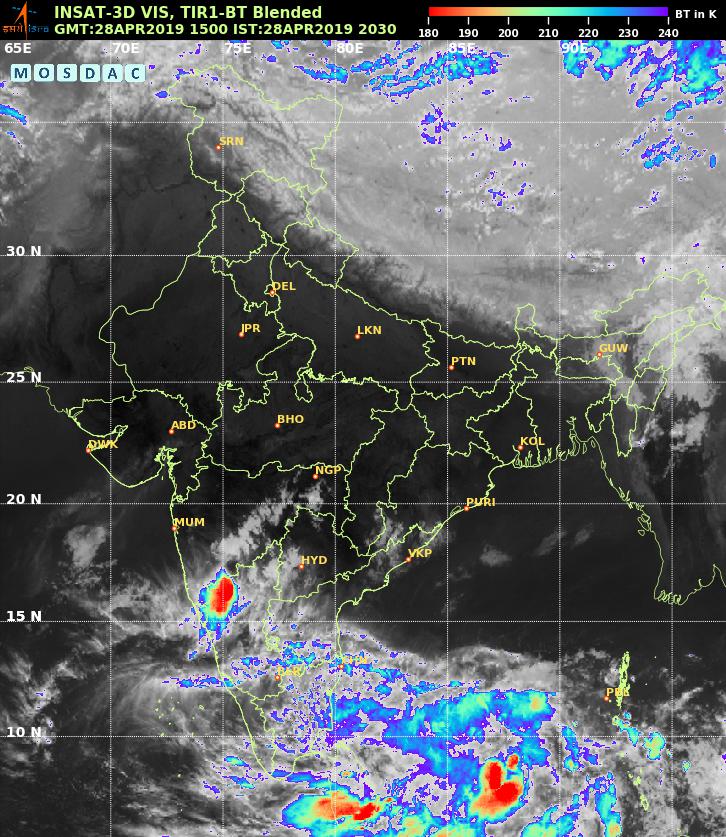 INSAT-3D VIS, TIR1-BT Blended
GMT:28APR2019 1500 IST:28APR2019 2030
BT in K
180 190 200 210 220 230 240
65E 70E 75E 80E 85E 90E
MOSDAC
SRN
30 N
DEL
JPR
LKN
GUW
PTN
25 N
ABD
BHO
DWK
KOL
NGP
20 N
PURI
MUM
VKP
HYD
15 N
10 N